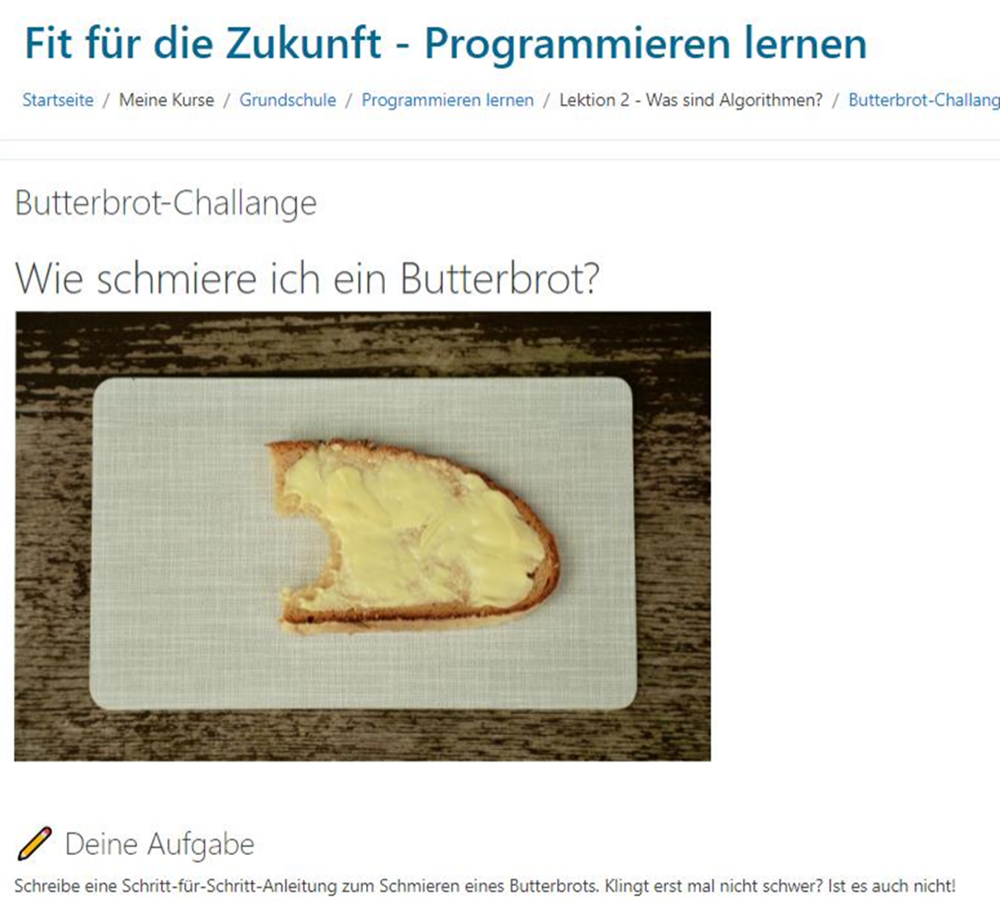 Fit für die Zukunft - Programmieren lernen
Startseite / Meine Kurse / Grundschule / Programmieren lernen / Lektion 2 - Was sind Algorithmen? / Butterbrot-Challang
Butterbrot-Challange
Wie schmiere ich ein Butterbrot?
Deine Aufgabe
Schreibe eine Schritt-für-Schritt-Anleitung zum Schmieren eines Butterbrots. Klingt erst mal nicht schwer? Ist es auch nicht!